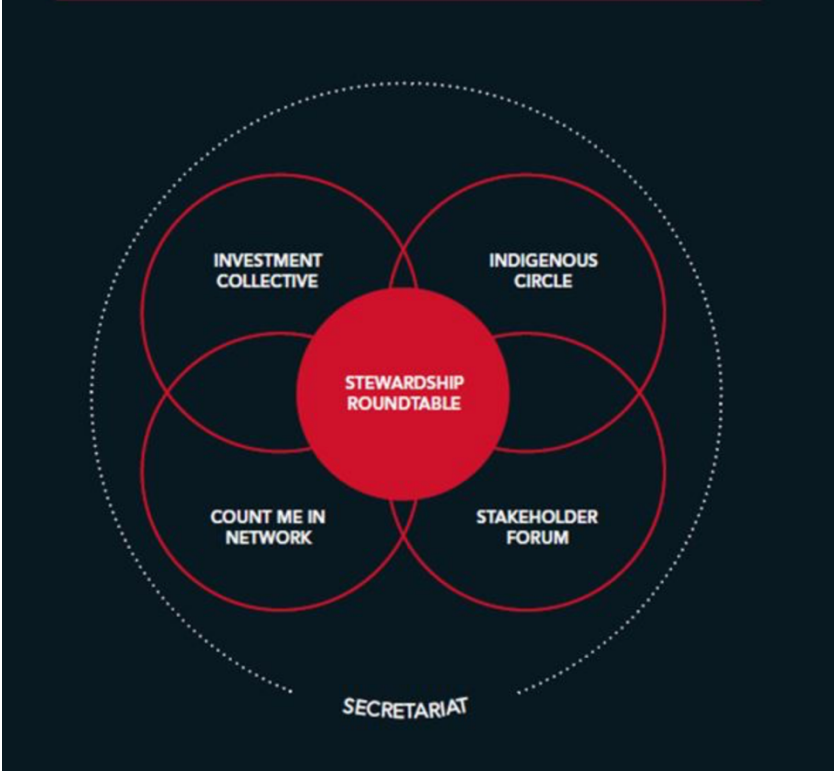 INVESTMENT
COLLECTIVE
INDIGENOUS
CIRCLE
STEWARDSHIP
ROUNDTABLE
COUNT ME IN
NETWORK
STAKEHOLDER
FORUM
SECRETARIAT